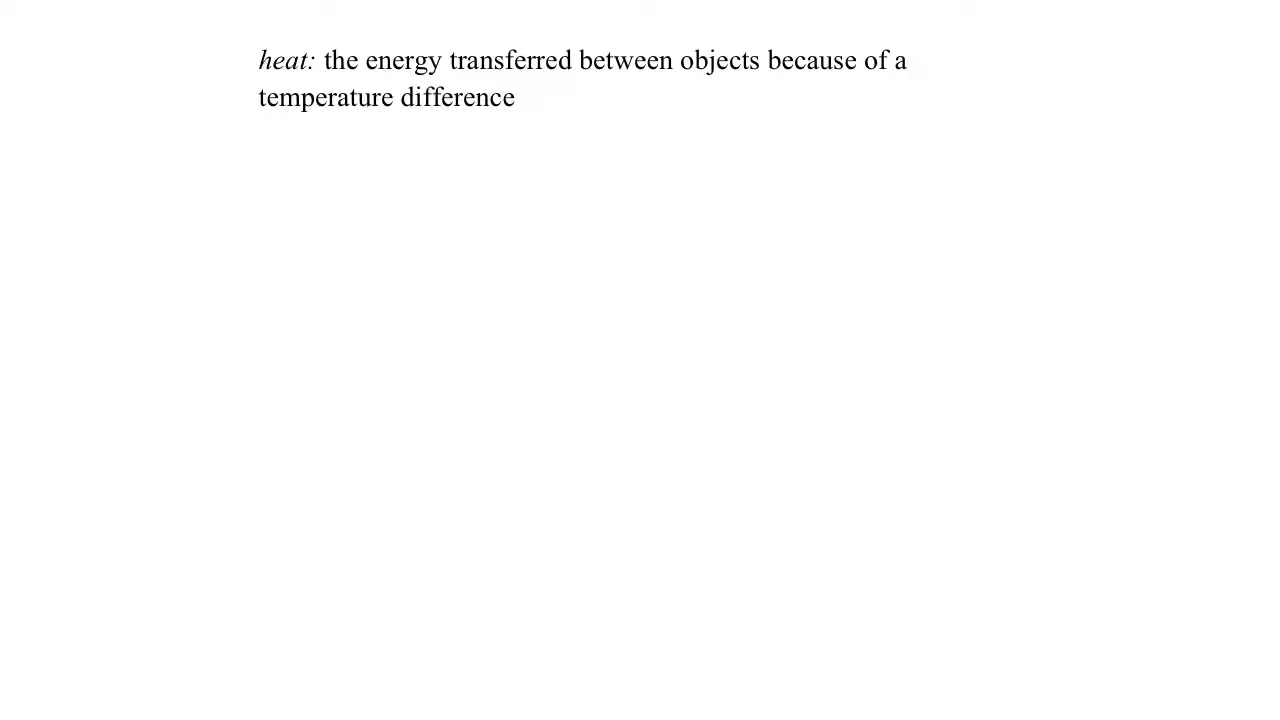 heat: the energy transferred between objects because of a
temperature difference